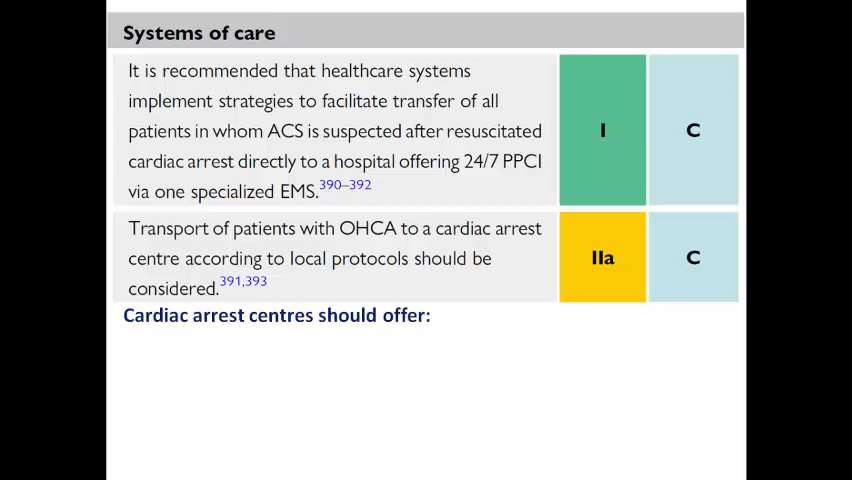 Systems of care
It is recommended that healthcare systems
implement strategies to facilitate transfer of all
patients in whom ACS is suspected after resuscitated
cardiac arrest directly to a hospital offering 24/7 PPCI
via one specialized EMS.390–392
I
C
Transport of patients with OHCA to a cardiac arrest
centre according to local protocols should be
considered.391,393
IIa
C
Cardiac arrest centres should offer: